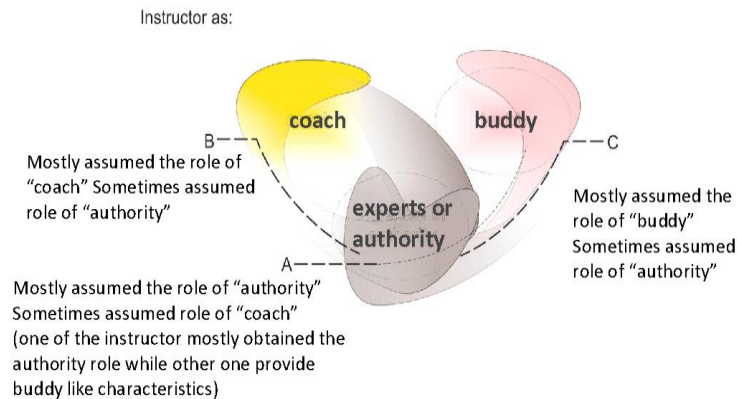 Instructor as:
coach
buddy
B
C
Mostly assumed the role of
“coach” Sometimes assumed
role of “authority”
experts or
authority
Mostly assumed the
role of “buddy”
Sometimes assumed
role of “authority”
A
Mostly assumed the role of “authority”
Sometimes assumed role of “coach”
(one of the instructor mostly obtained the
authority role while other one provide
buddy like characteristics)